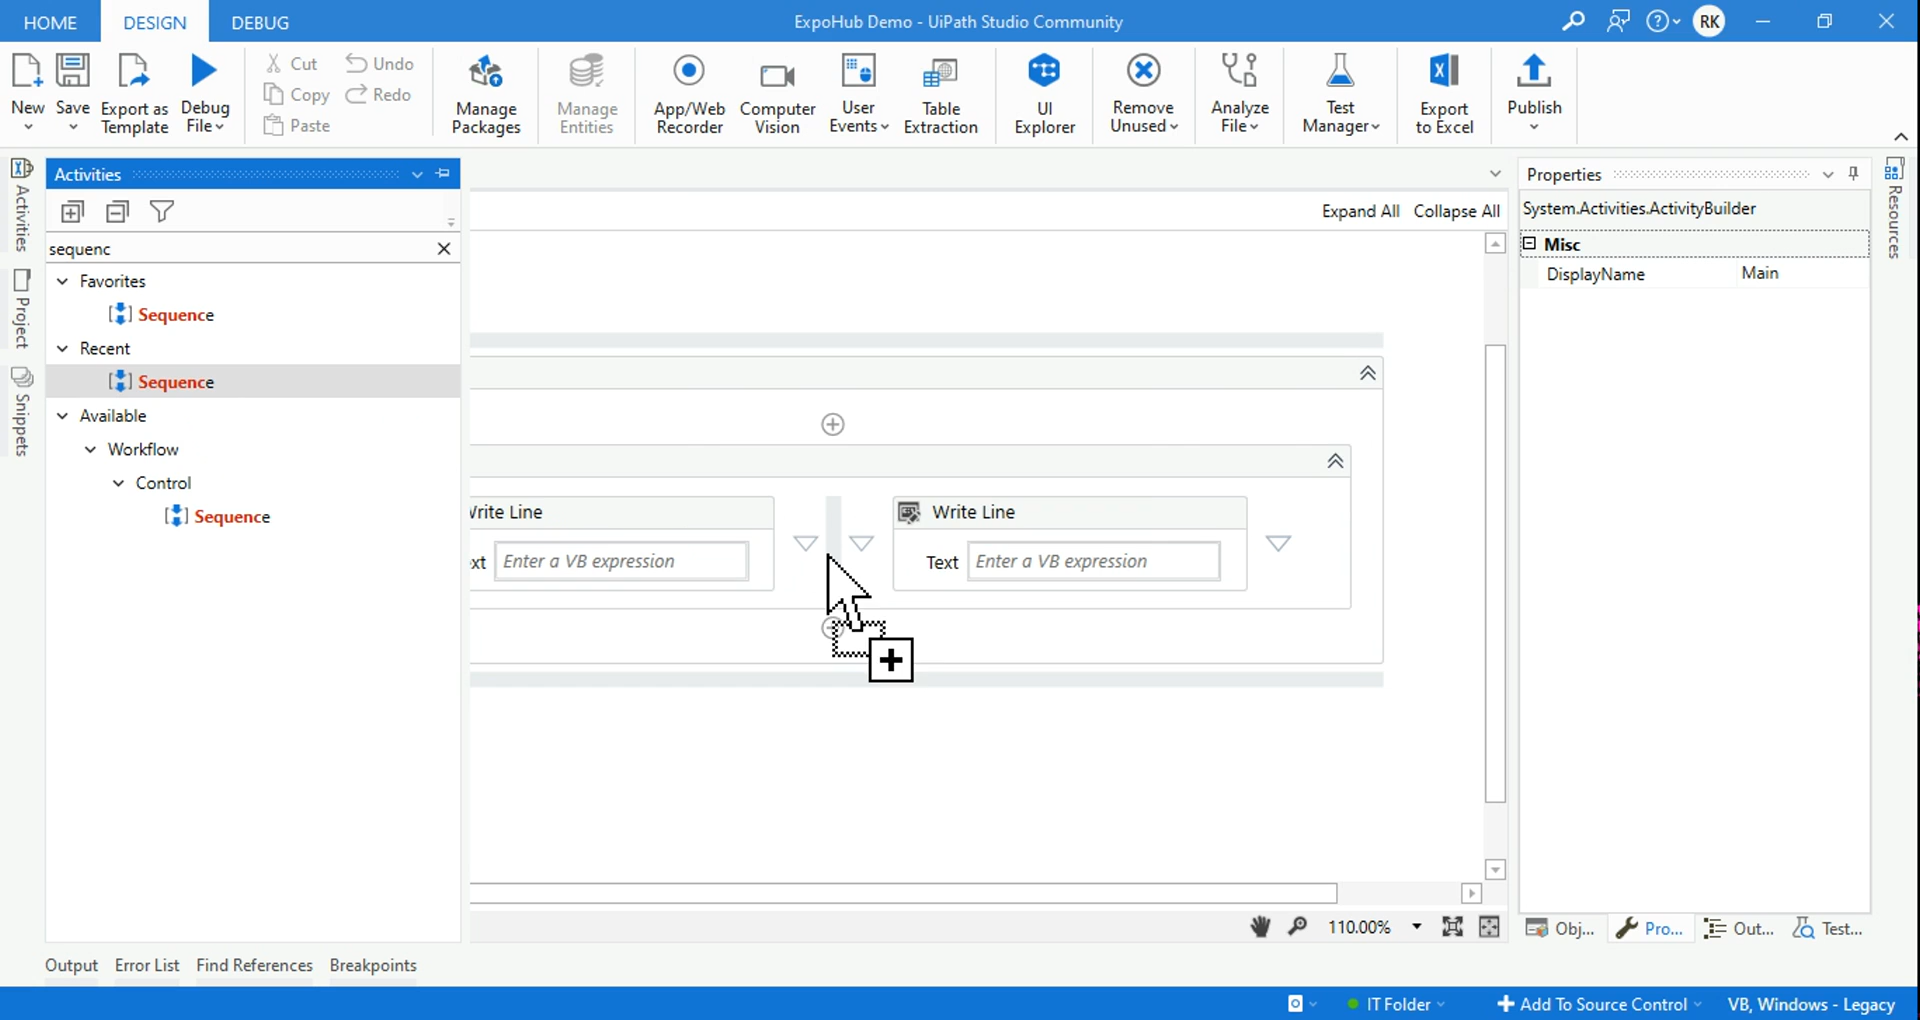 HOME DESIGN DEBUG ExpoHub Demo - UiPath Studio Community RK
New Save Export as Template Debug File Cut Copy Paste Undo Redo Manage Packages Manage Entities App/Web Recorder Computer Vision User Events Table Extraction UI Explorer Remove Unused Analyze File Test Manager Export to Excel Publish
Activities
Project
Snippets
Activities
sequenc
Favorites
Sequence
Recent
Sequence
Available
Workflow
Control
Sequence
Expand All Collapse All
Write Line
Text Enter a VB expression
Write Line
Text Enter a VB expression
110.00%
Properties
System.Activities.ActivityBuilder
Misc
DisplayName Main
Obj... Pro... Out... Test...
Resources
Output Error List Find References Breakpoints
IT Folder Add To Source Control VB, Windows - Legacy